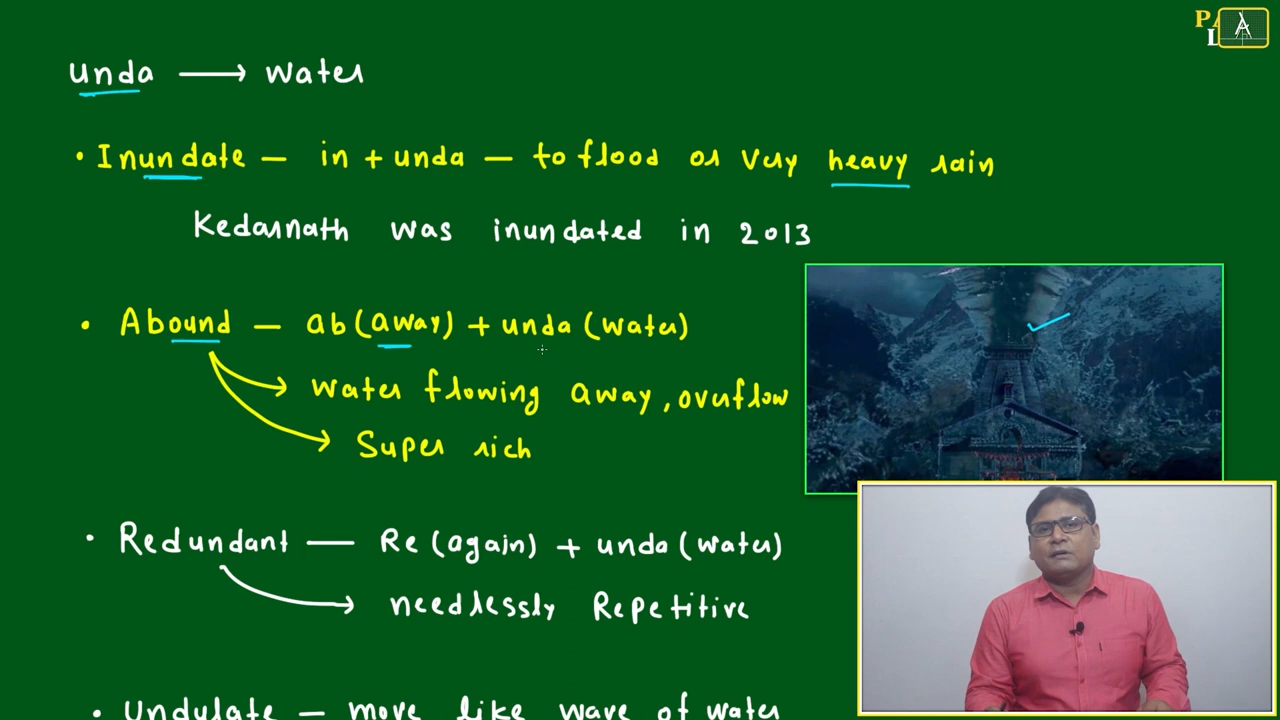 unda → water
• Inundate — in + unda — to flood or very heavy rain
Kedarnath was inundated in 2013
• Abound — ab (away) + unda (water)
→ water flowing away, overflow
→ Super rich
• Redundant — Re (again) + unda (water)
→ needlessly Repetitive
• Undulate — move like wave of water